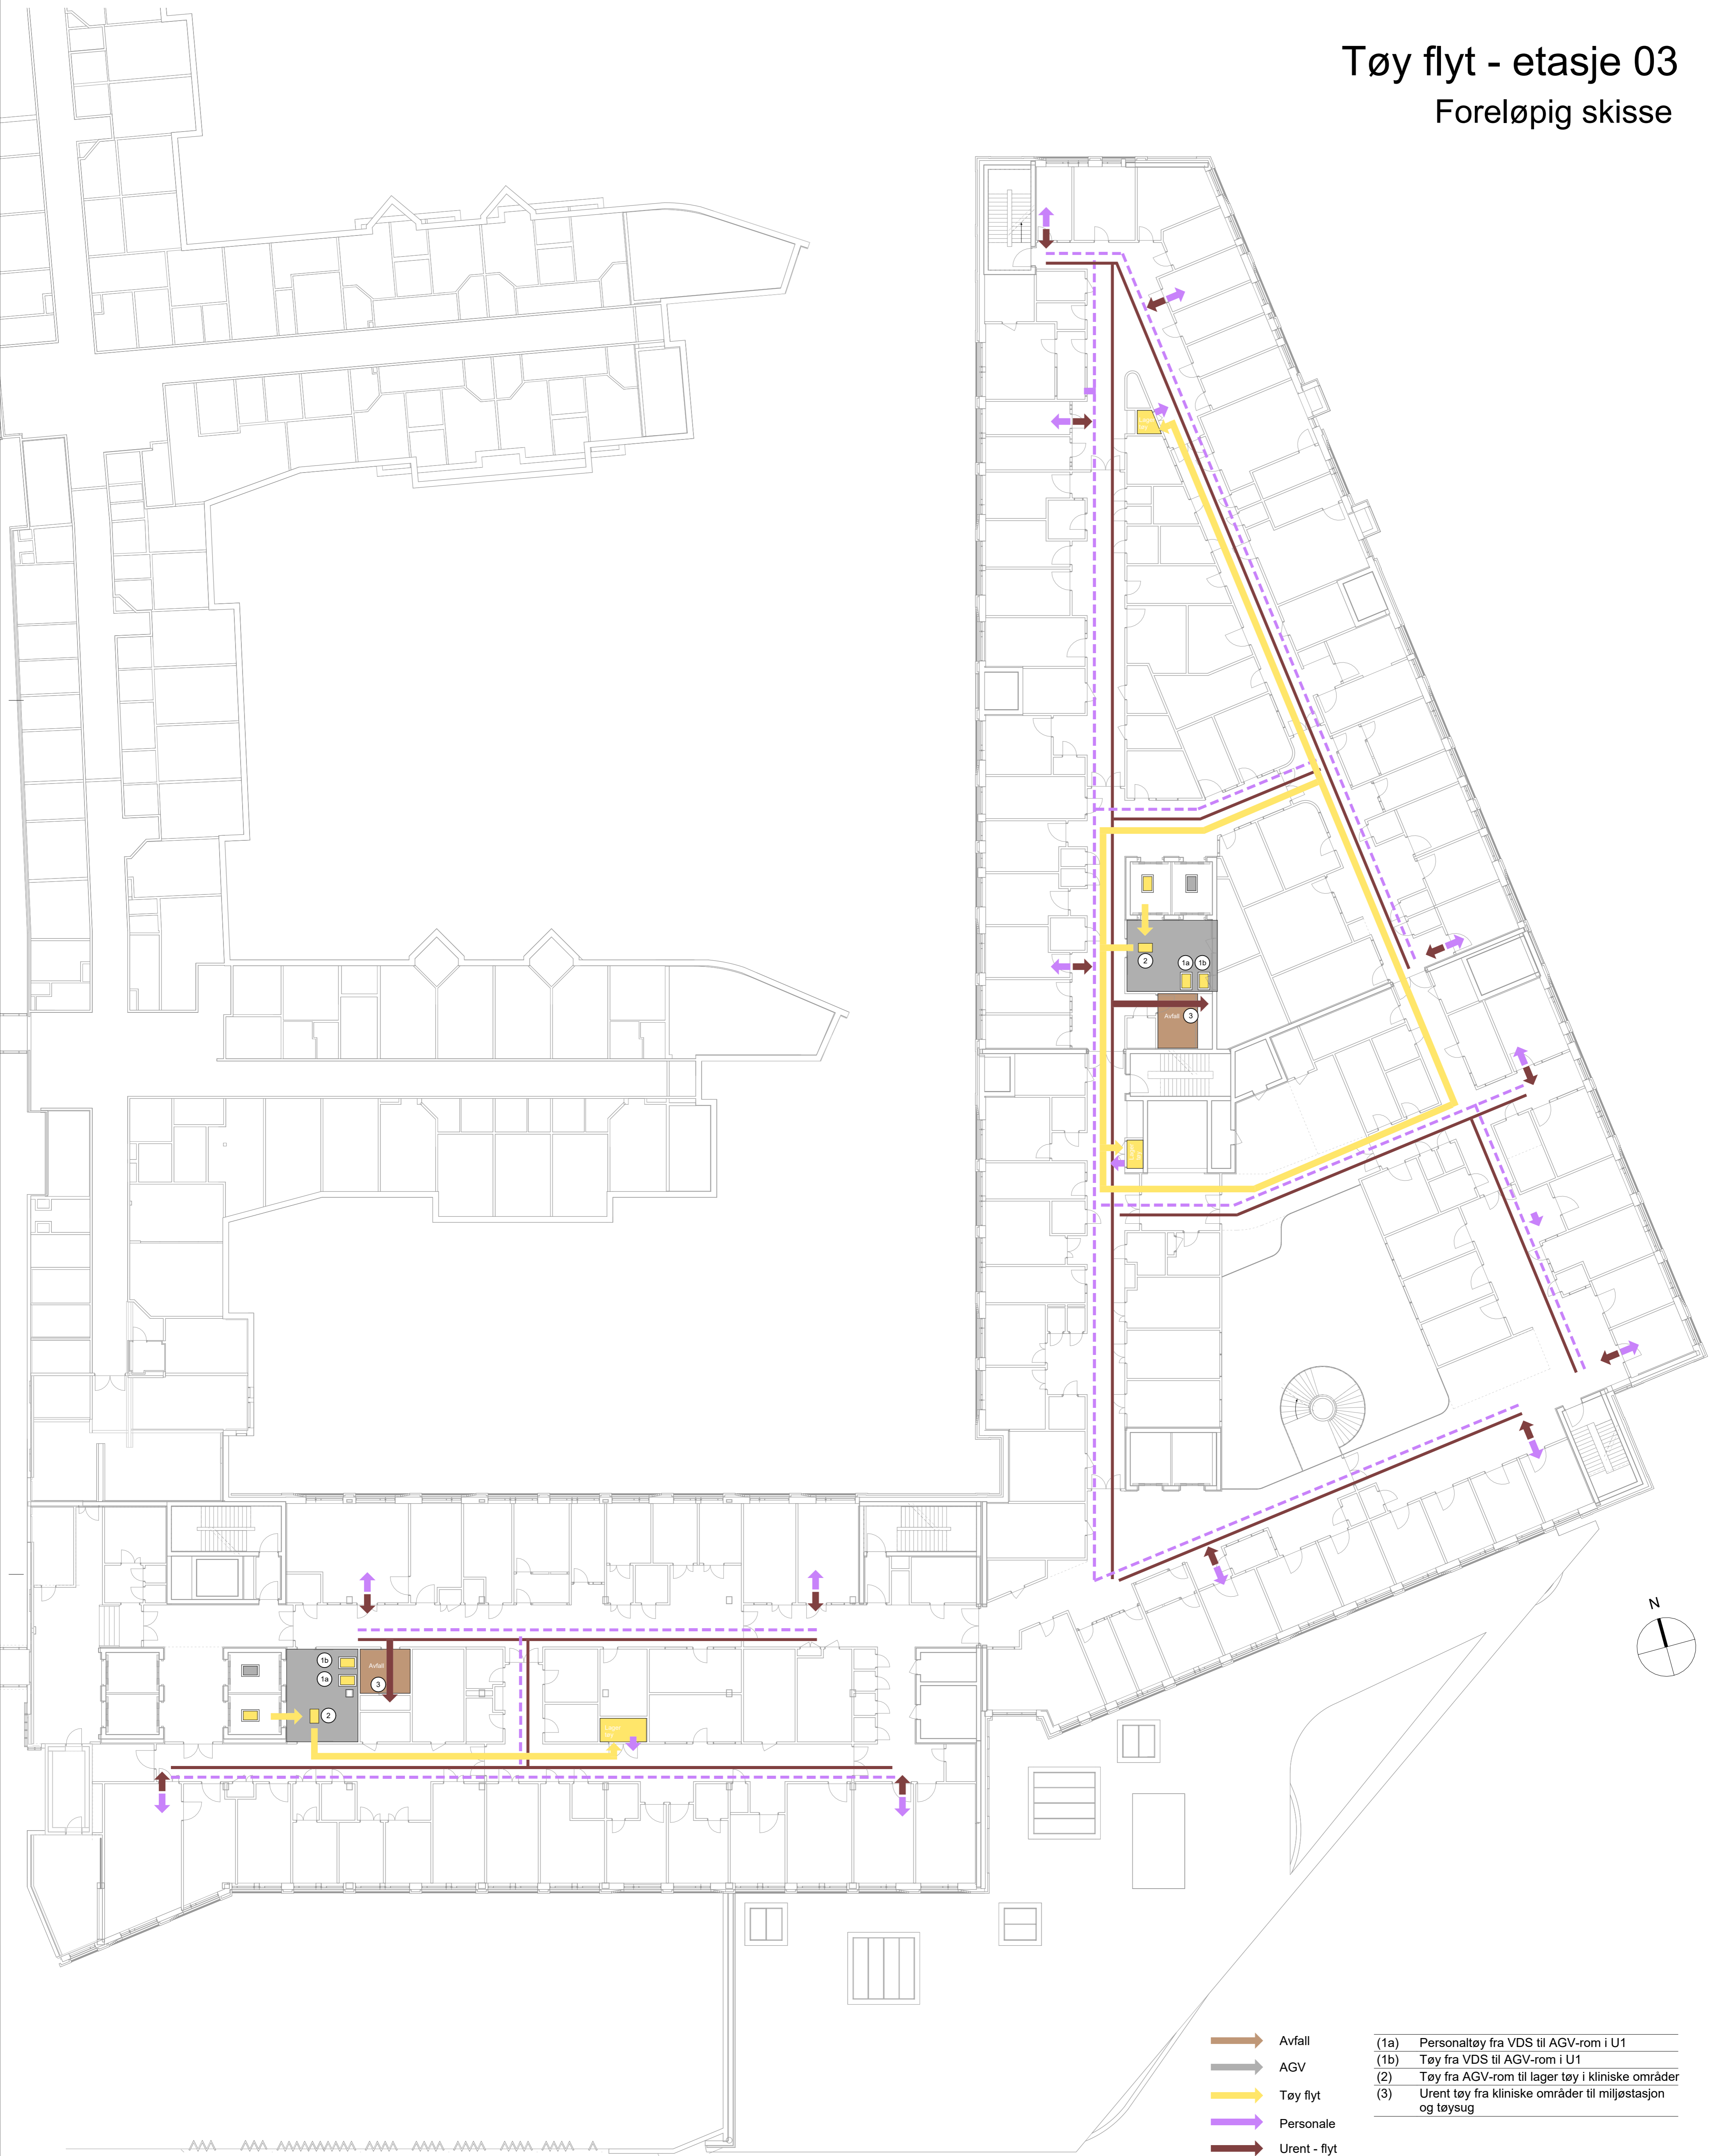 Tøy flyt - etasje 03
Foreløpig skisse
2
1a
1b
Avfall
3
1b
1a
Avfall
3
2
Lager
tøy
N
Avfall
AGV
Tøy flyt
Personale
Urent - flyt
(1a) Personaltøy fra VDS til AGV-rom i U1
(1b) Tøy fra VDS til AGV-rom i U1
(2) Tøy fra AGV-rom til lager tøy i kliniske områder
(3) Urent tøy fra kliniske områder til miljøstasjon
og tøysug